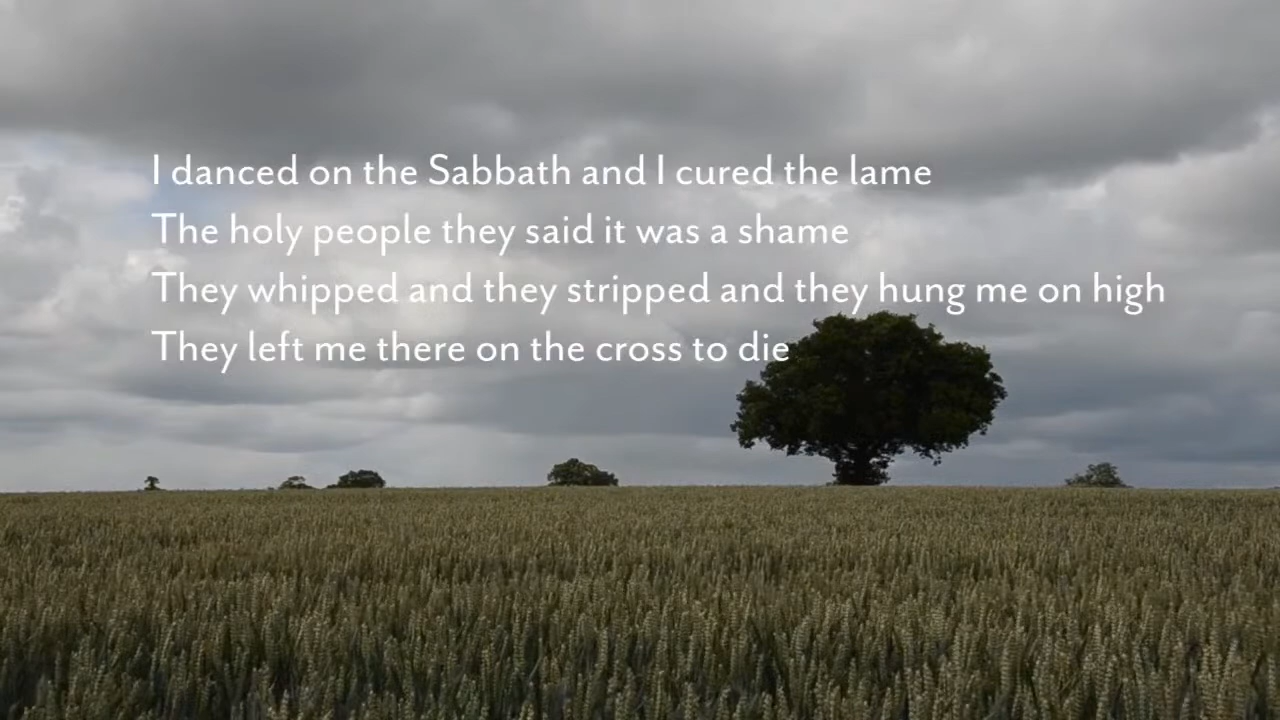 I danced on the Sabbath and I cured the lame
The holy people they said it was a shame
They whipped and they stripped and they hung me on high
They left me there on the cross to die